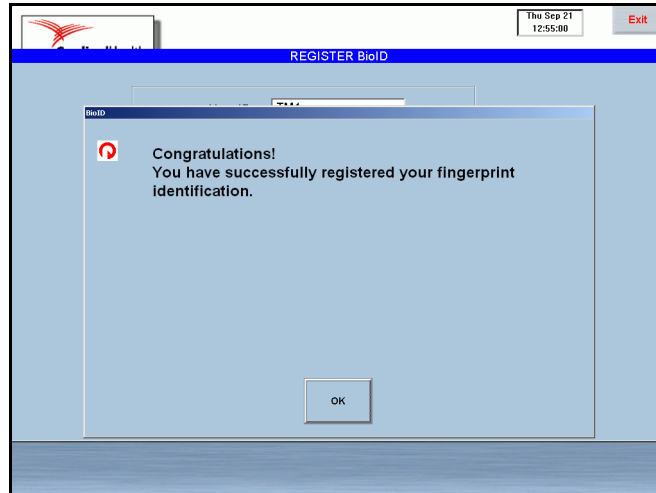 Thu Sep 21
12:55:00
Exit
REGISTER BioID
BioID
Congratulations!
You have successfully registered your fingerprint
identification.
OK